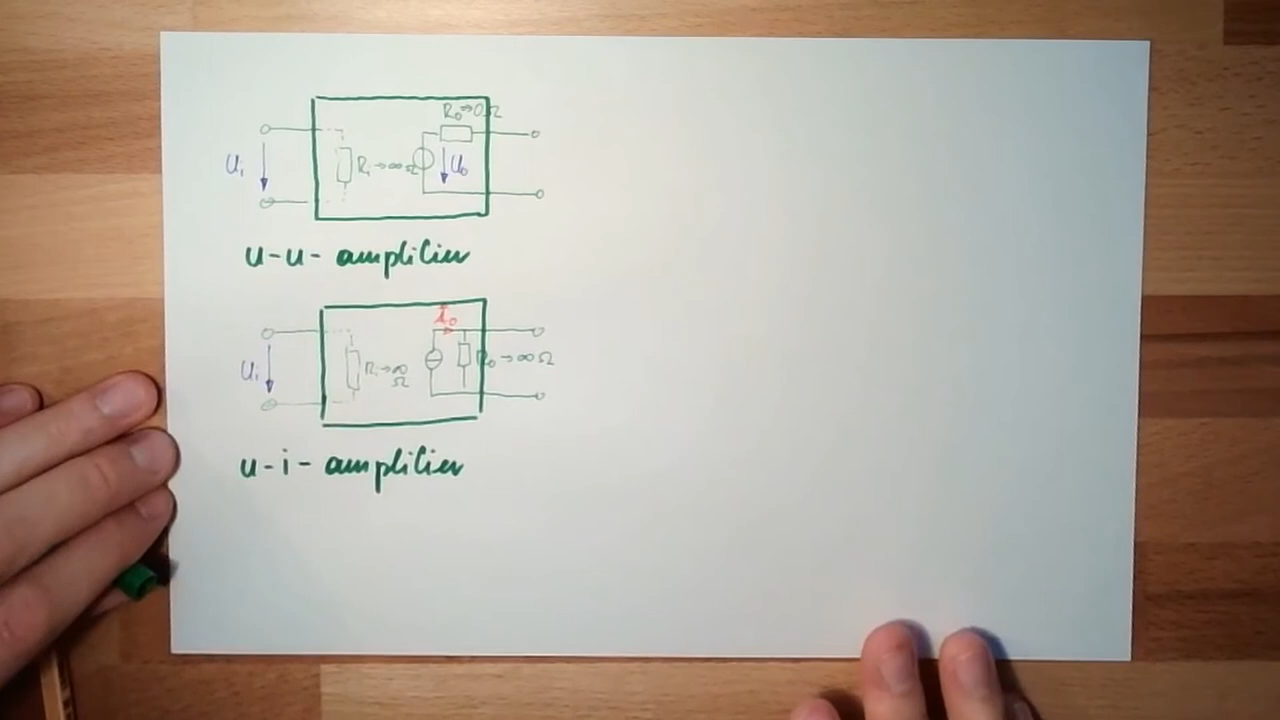 R₀→0Ω
Uᵢ
Rᵢ→∞Ω
U₀
u-u- amplifier
I₀
Uᵢ
Rᵢ→∞
Ω
R₀→∞Ω
u-i- amplifier